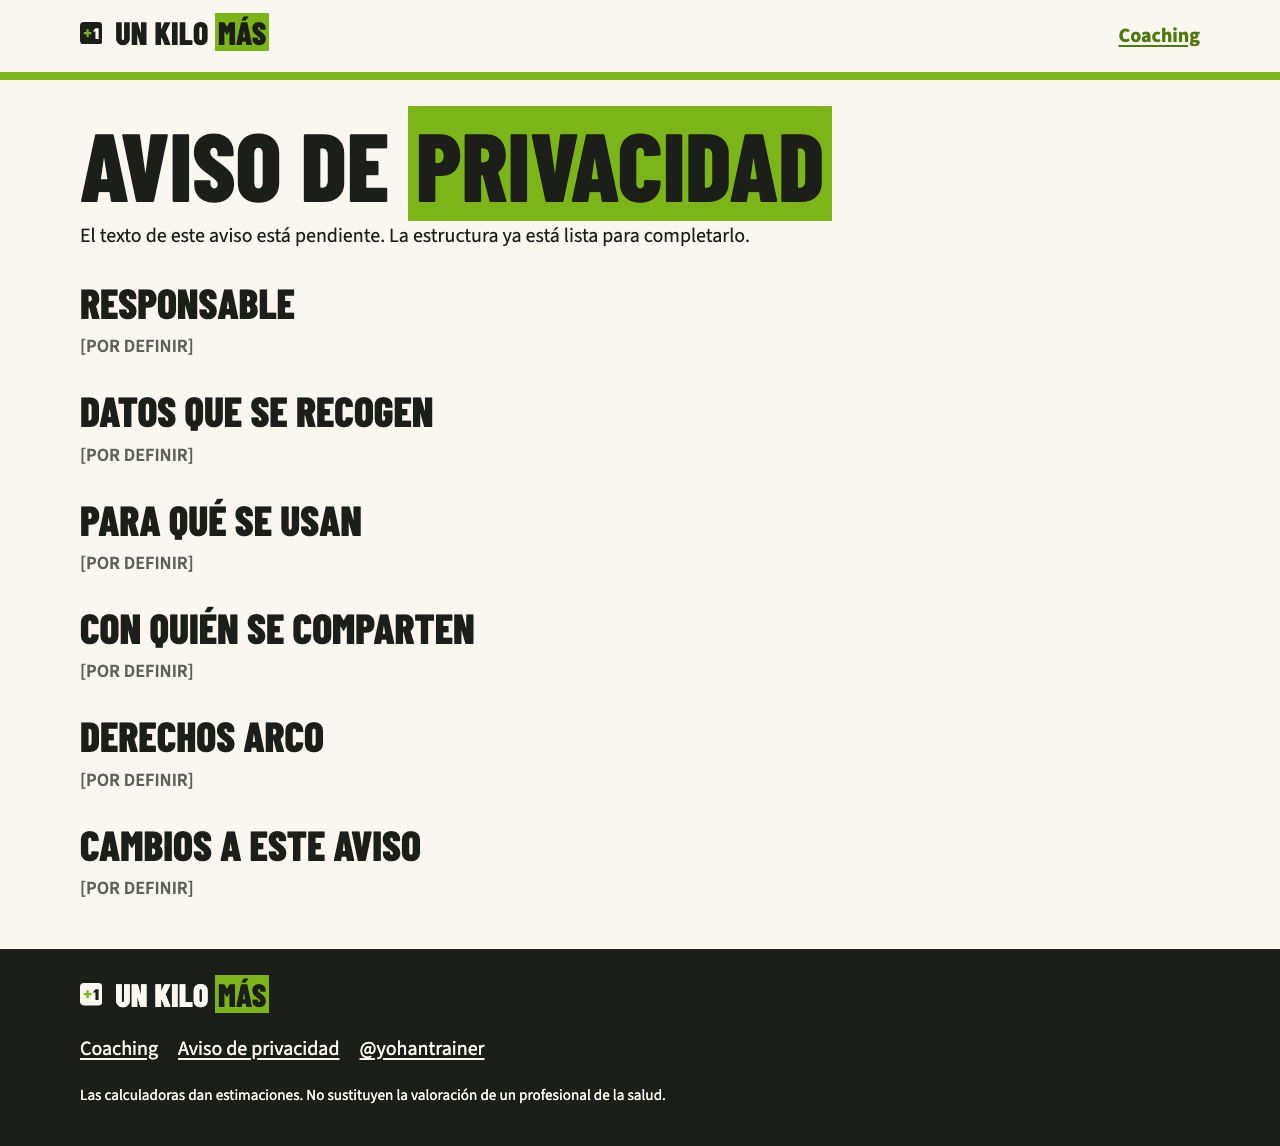 +1 UN KILO MÁS
Coaching
AVISO DE PRIVACIDAD
El texto de este aviso está pendiente. La estructura ya está lista para completarlo.
RESPONSABLE
[POR DEFINIR]
DATOS QUE SE RECOGEN
[POR DEFINIR]
PARA QUÉ SE USAN
[POR DEFINIR]
CON QUIÉN SE COMPARTEN
[POR DEFINIR]
DERECHOS ARCO
[POR DEFINIR]
CAMBIOS A ESTE AVISO
[POR DEFINIR]
+1 UN KILO MÁS
Coaching Aviso de privacidad @yohantrainer
Las calculadoras dan estimaciones. No sustituyen la valoración de un profesional de la salud.